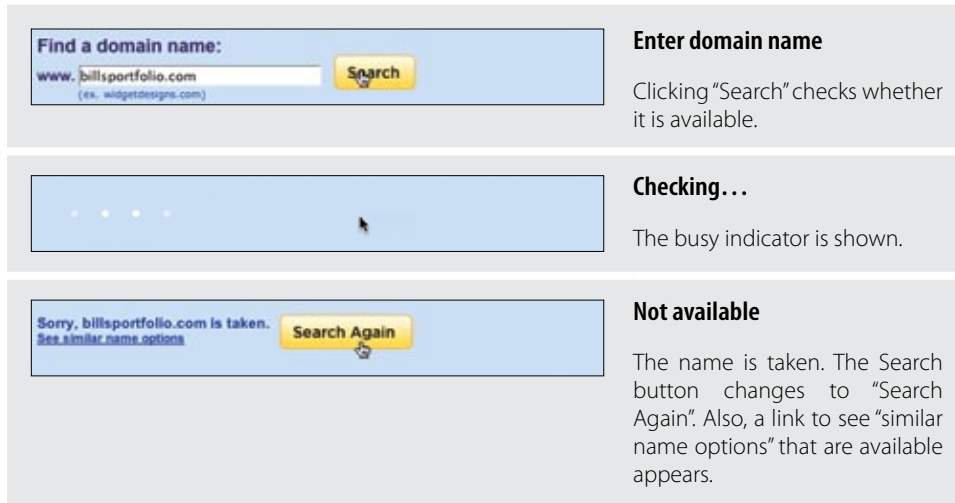 Find a domain name:
www. billsportfolio.com Search
(ex. widgetdesigns.com)
Enter domain name
Clicking “Search” checks whether
it is available.
Checking…
The busy indicator is shown.
Sorry, billsportfolio.com is taken.
See similar name options
Search Again
Not available
The name is taken. The Search
button changes to “Search
Again”. Also, a link to see “similar
name options” that are available
appears.